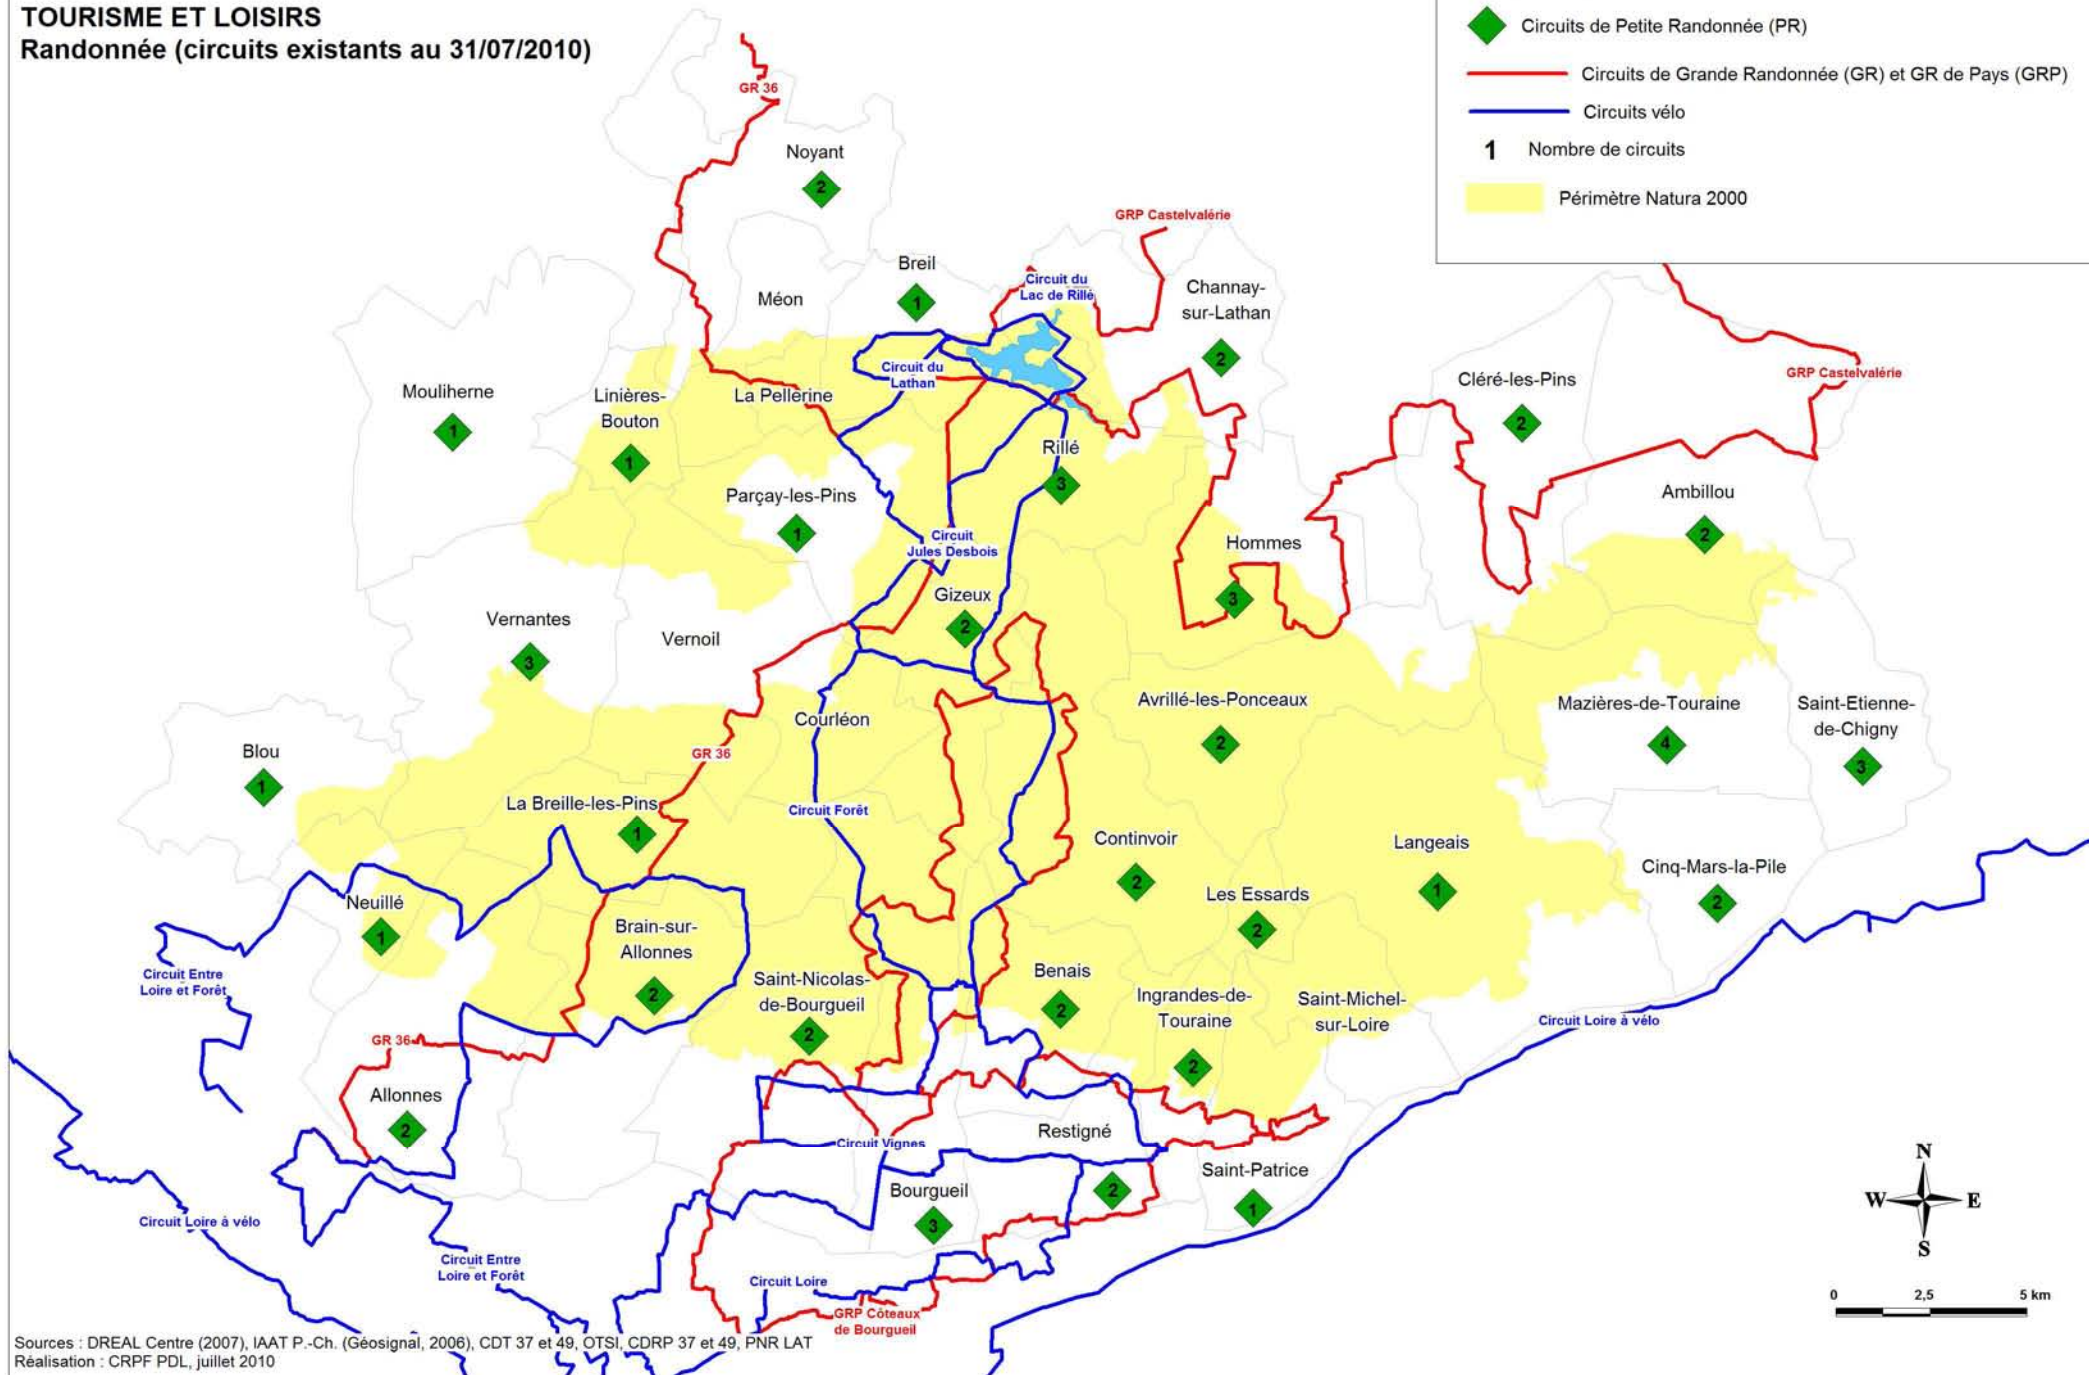 TOURISME ET LOISIRS
Randonnée (circuits existants au 31/07/2010)
Circuits de Petite Randonnée (PR)
Circuits de Grande Randonnée (GR) et GR de Pays (GRP)
Circuits vélo
1 Nombre de circuits
Périmètre Natura 2000
GR 36
Noyant
2
GRP Castelvalérie
Breil
1
Circuit du
Lac de Rillé
Channay-
sur-Lathan
2
Méon
Circuit du
Lathan
Mouliherne
1
Linières-
Bouton
1
La Pellerine
Cléré-les-Pins
2
GRP Castelvalérie
Rillé
3
Parçay-les-Pins
1
Ambillou
2
Circuit
Jules Desbois
Hommes
3
Gizeux
2
Vernantes
3
Vernoil
Avrillé-les-Ponceaux
2
Mazières-de-Touraine
4
Saint-Etienne-
de-Chigny
3
Courléon
GR 36
Blou
1
La Breille-les-Pins
1
Circuit Forêt
Continvoir
2
Langeais
1
Cinq-Mars-la-Pile
2
Les Essards
2
Neuillé
1
Brain-sur-
Allonnes
2
Circuit Entre
Loire et Forêt
Saint-Nicolas-
de-Bourgueil
2
Benais
2
Ingrandes-de-
Touraine
2
Saint-Michel-
sur-Loire
Circuit Loire à vélo
GR 36
Allonnes
2
Restigné
2
Circuit Vignes
Saint-Patrice
1
Bourgueil
3
Circuit Loire à vélo
Circuit Entre
Loire et Forêt
Circuit Loire
GRP Côteaux
de Bourgueil
N
W E
S
0 2,5 5 km
Sources : DREAL Centre (2007), IAAT P.-Ch. (Géosignal, 2006), CDT 37 et 49, OTSI, CDRP 37 et 49, PNR LAT
Réalisation : CRPF PDL, juillet 2010